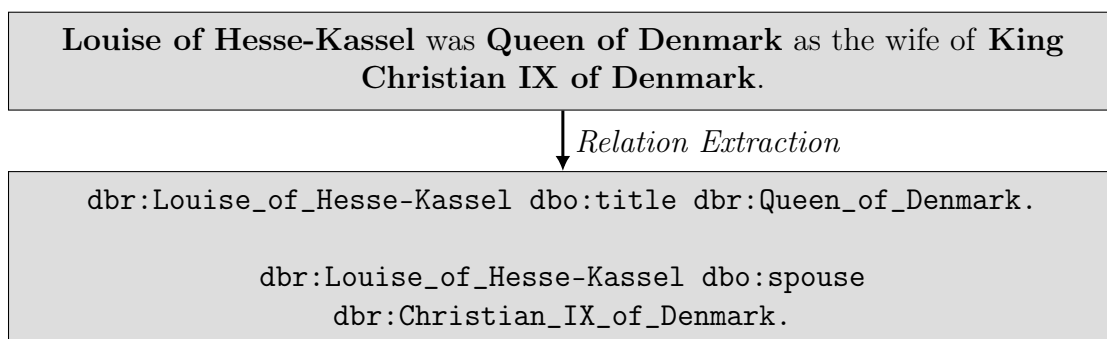 Louise of Hesse-Kassel was Queen of Denmark as the wife of King
Christian IX of Denmark.
Relation Extraction
dbr:Louise_of_Hesse-Kassel dbo:title dbr:Queen_of_Denmark.
dbr:Louise_of_Hesse-Kassel dbo:spouse
dbr:Christian_IX_of_Denmark.